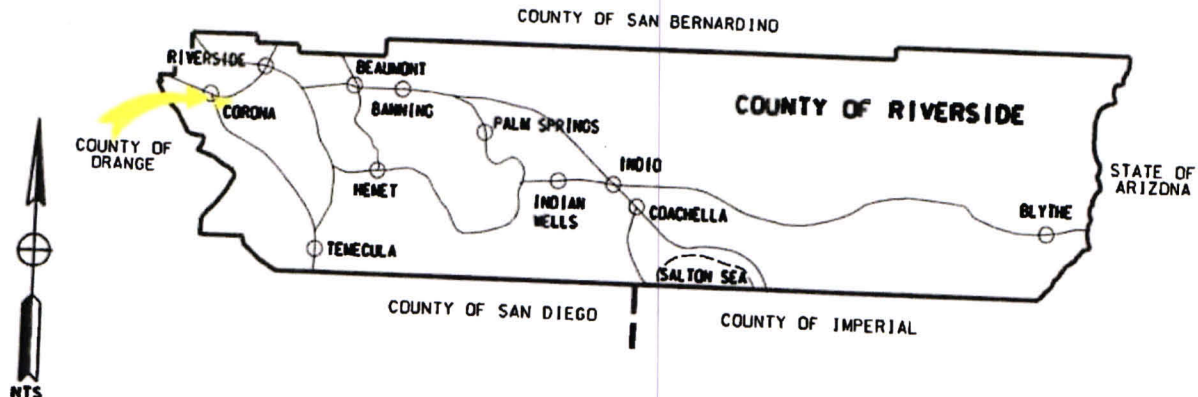 COUNTY OF SAN BERNARDINO
RIVERSIDE
BEAUMONT
CORONA
BANNING
COUNTY OF RIVERSIDE
COUNTY OF
ORANGE
PALM SPRINGS
STATE OF
ARIZONA
HEMET
INDIO
INDIAN
WELLS
COACHELLA
BLYTHE
TEMECULA
SALTON SEA
COUNTY OF SAN DIEGO
COUNTY OF IMPERIAL
NTS